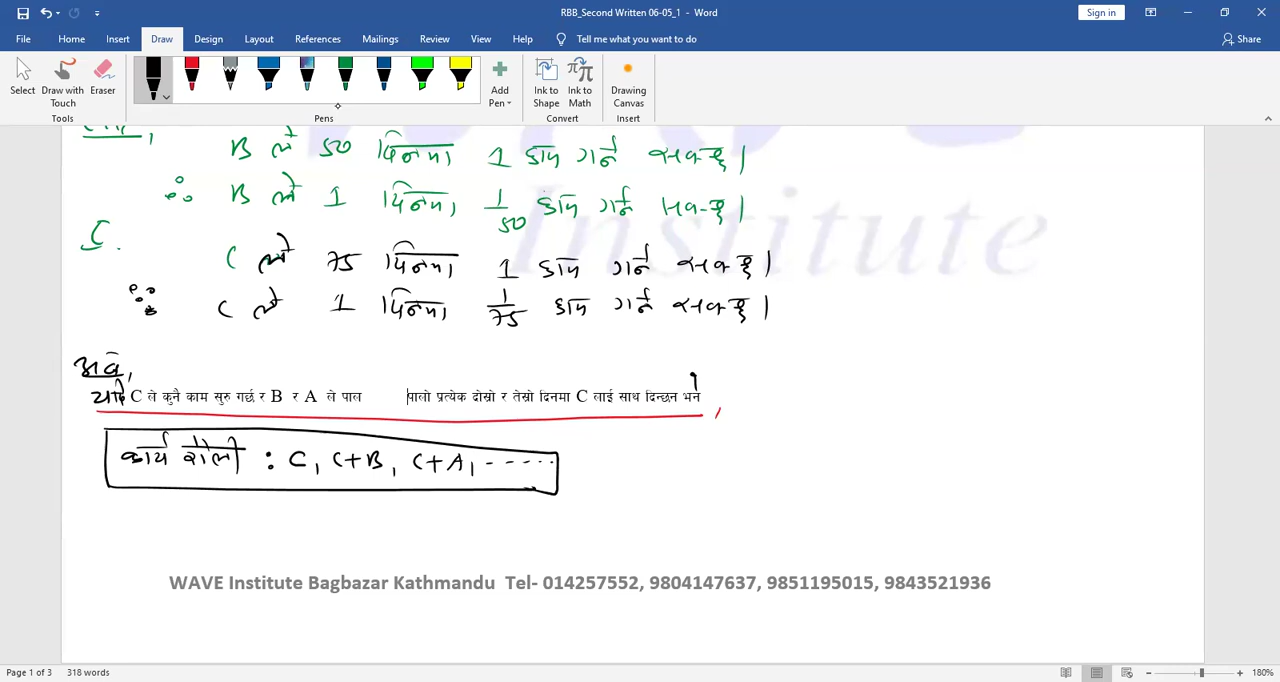 RBB_Second Written 06-05_1 - Word
Sign in
File Home Insert Draw Design Layout References Mailings Review View Help Tell me what you want to do Share
Select Draw with Touch Eraser Add Pen Ink to Shape Ink to Math Drawing Canvas
Tools Pens Convert Insert
B ले 50 दिनमा 1 काम गर्न सक्छ।
∴ B ले 1 दिनमा 1/50 काम गर्न सक्छ।
C ले 75 दिनमा 1 काम गर्न सक्छ।
∴ C ले 1 दिनमा 1/75 काम गर्न सक्छ।
Institute
अब,
यदि C ले कुनै काम सुरु गर्छ र B र A ले पाल पालो प्रत्येक दोस्रो र तेस्रो दिनमा C लाई साथ दिन्छन भने,
कार्य शैली : C, C+B, C+A, ------
WAVE Institute Bagbazar Kathmandu Tel- 014257552, 9804147637, 9851195015, 9843521936
Page 1 of 3 318 words 180%